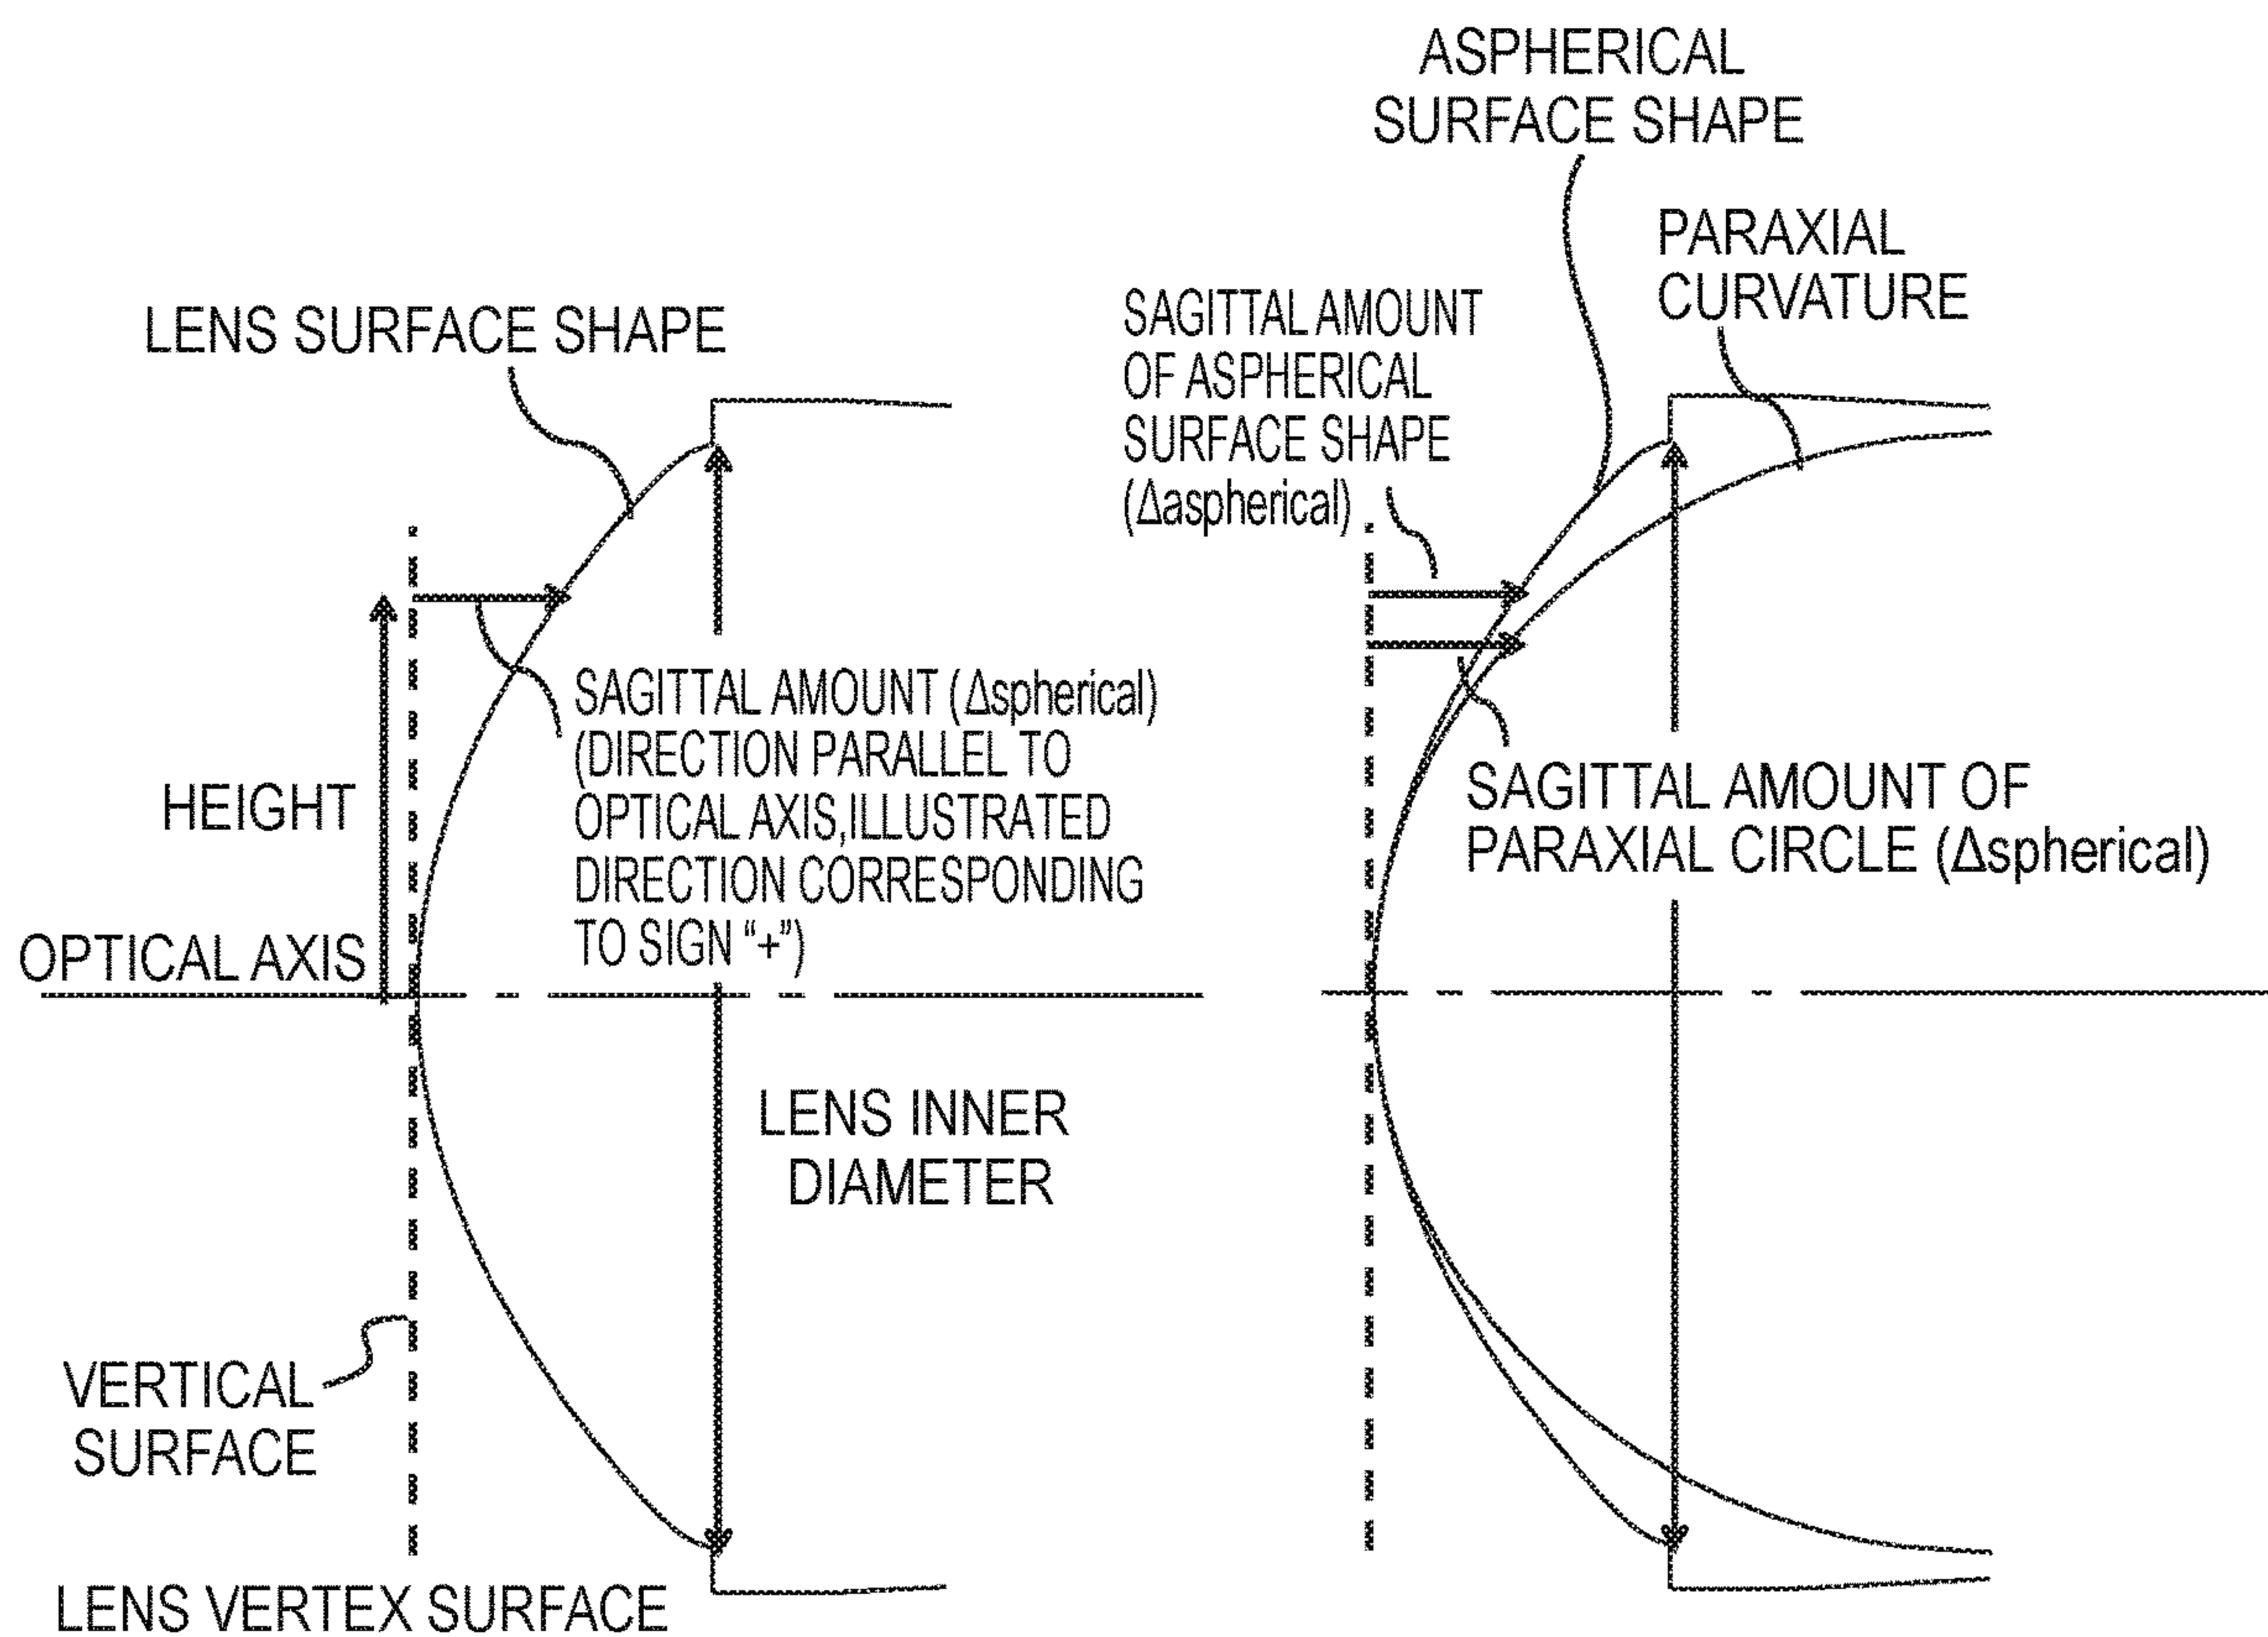 LENS SURFACE SHAPE
HEIGHT
OPTICAL AXIS
SAGITTAL AMOUNT (Δspherical)
(DIRECTION PARALLEL TO
OPTICAL AXIS,ILLUSTRATED
DIRECTION CORRESPONDING
TO SIGN “+”)
LENS INNER
DIAMETER
VERTICAL
SURFACE
LENS VERTEX SURFACE
ASPHERICAL
SURFACE SHAPE
PARAXIAL
CURVATURE
SAGITTAL AMOUNT
OF ASPHERICAL
SURFACE SHAPE
(Δaspherical)
SAGITTAL AMOUNT OF
PARAXIAL CIRCLE (Δspherical)